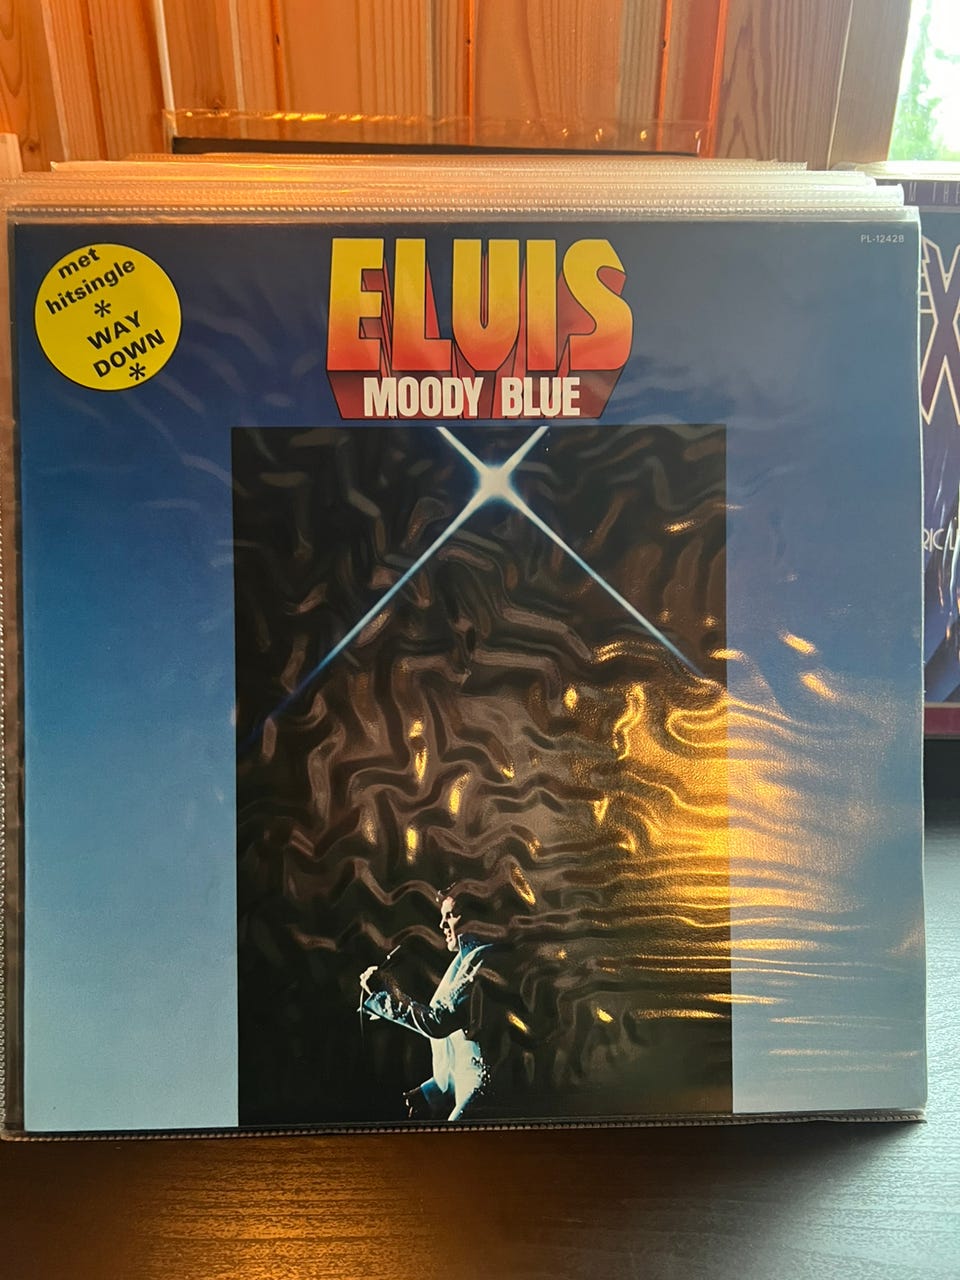 met
hitsingle
*
WAY
DOWN
*
ELVIS
MOODY BLUE
PL-12428